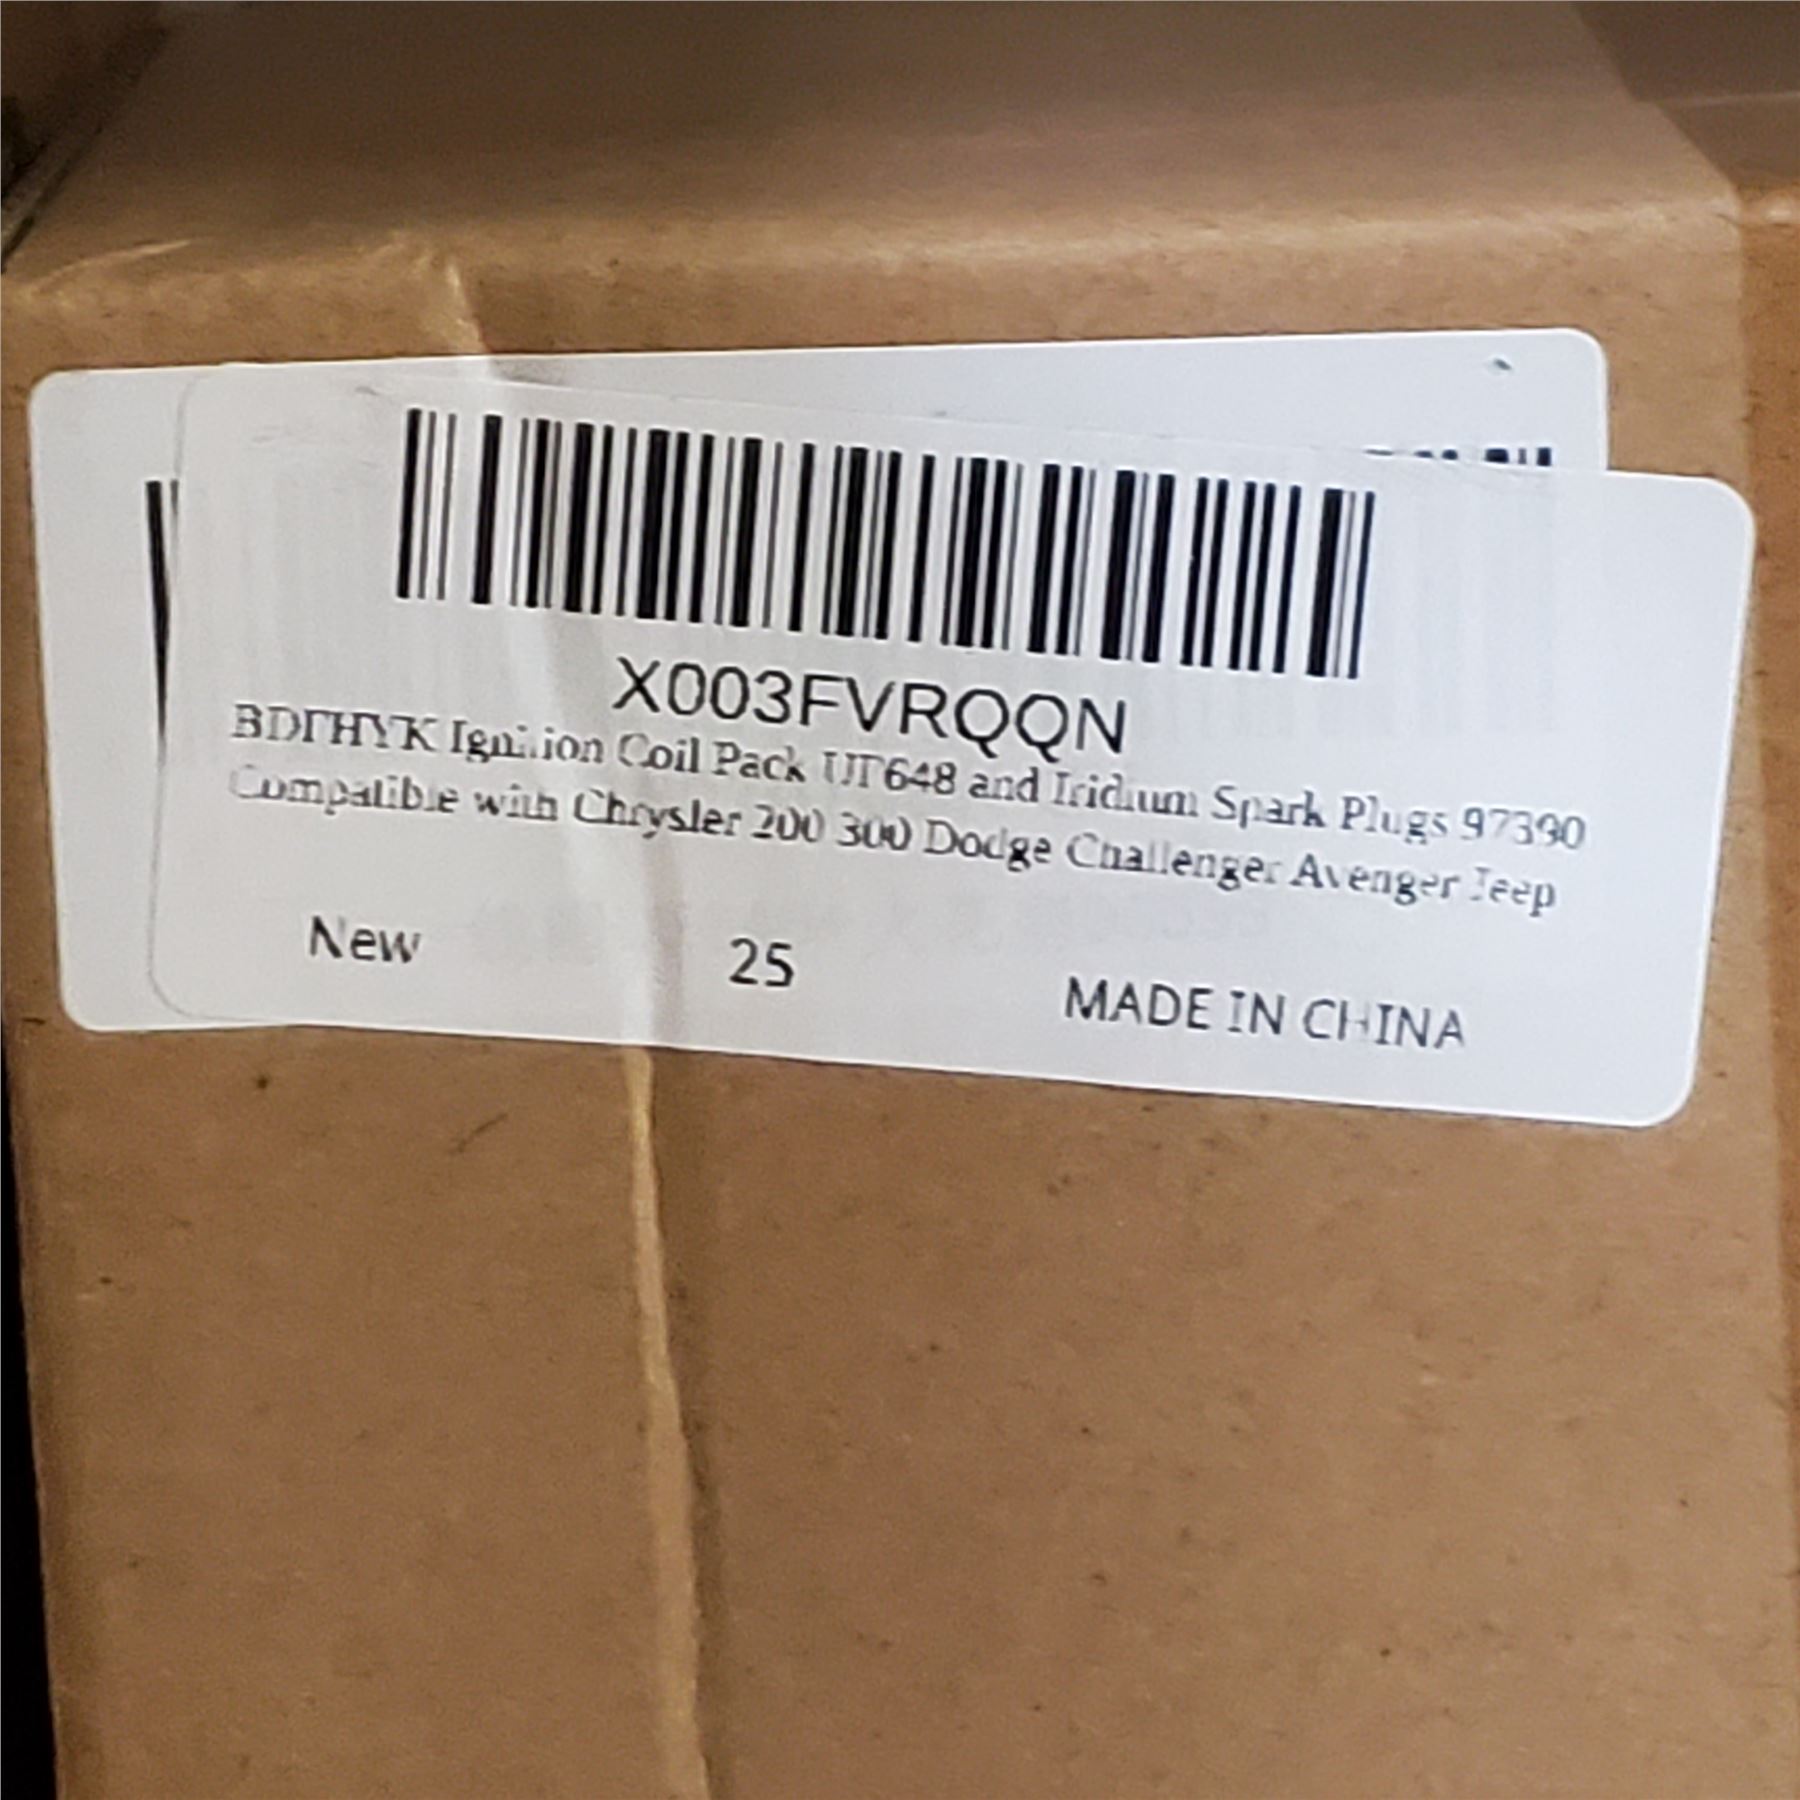 X003FVRQQN
BDFHYK Ignition Coil Pack UF648 and Iridium Spark Plugs 97390
Compatible with Chrysler 200 300 Dodge Challenger Avenger Jeep
New 25 MADE IN CHINA